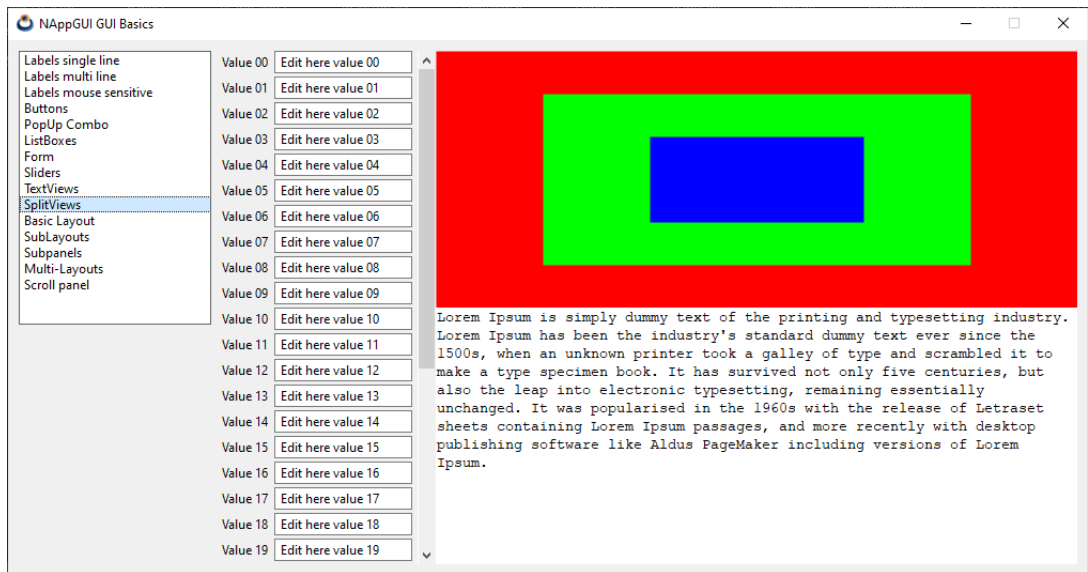 NAppGUI GUI Basics
Labels single line
Labels multi line
Labels mouse sensitive
Buttons
PopUp Combo
ListBoxes
Form
Sliders
TextViews
SplitViews
Basic Layout
SubLayouts
Subpanels
Multi-Layouts
Scroll panel
Value 00 Edit here value 00
Value 01 Edit here value 01
Value 02 Edit here value 02
Value 03 Edit here value 03
Value 04 Edit here value 04
Value 05 Edit here value 05
Value 06 Edit here value 06
Value 07 Edit here value 07
Value 08 Edit here value 08
Value 09 Edit here value 09
Value 10 Edit here value 10
Value 11 Edit here value 11
Value 12 Edit here value 12
Value 13 Edit here value 13
Value 14 Edit here value 14
Value 15 Edit here value 15
Value 16 Edit here value 16
Value 17 Edit here value 17
Value 18 Edit here value 18
Value 19 Edit here value 19
Lorem Ipsum is simply dummy text of the printing and typesetting industry.
Lorem Ipsum has been the industry's standard dummy text ever since the
1500s, when an unknown printer took a galley of type and scrambled it to
make a type specimen book. It has survived not only five centuries, but
also the leap into electronic typesetting, remaining essentially
unchanged. It was popularised in the 1960s with the release of Letraset
sheets containing Lorem Ipsum passages, and more recently with desktop
publishing software like Aldus PageMaker including versions of Lorem
Ipsum.